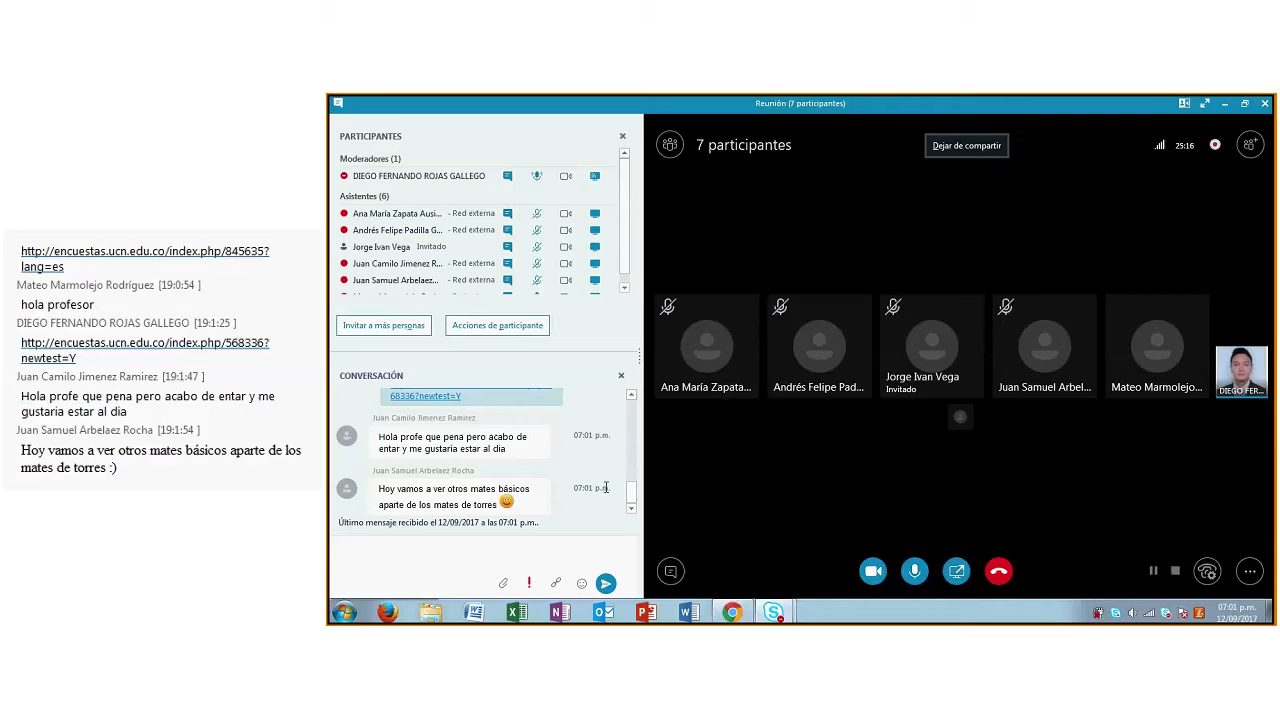 http://encuestas.ucn.edu.co/index.php/845635?
lang=es
Mateo Marmolejo Rodríguez [19:0:54 ]
hola profesor
DIEGO FERNANDO ROJAS GALLEGO [19:1:25 ]
http://encuestas.ucn.edu.co/index.php/568336?
newtest=Y
Juan Camilo Jimenez Ramirez [19:1:47 ]
Hola profe que pena pero acabo de entrar y me
gustaria estar al dia
Juan Samuel Arbelaez Rocha [19:1:54 ]
Hoy vamos a ver otros mates básicos aparte de los
mates de torres :)
Reunión (7 participantes)
PARTICIPANTES
Moderadores (1)
DIEGO FERNANDO ROJAS GALLEGO
Asistentes (6)
Ana María Zapata Ausi... - Red externa
Andrés Felipe Padilla G... - Red externa
Jorge Ivan Vega Invitado
Juan Camilo Jimenez R... - Red externa
Juan Samuel Arbelaez... - Red externa
Invitar a más personas
Acciones de participante
CONVERSACIÓN
68336?newtest=Y
Juan Camilo Jimenez Ramirez
Hola profe que pena pero acabo de
entrar y me gustaria estar al dia
07:01 p.m.
Juan Samuel Arbelaez Rocha
Hoy vamos a ver otros mates básicos
aparte de los mates de torres
07:01 p.m.
Último mensaje recibido el 12/09/2017 a las 07:01 p.m..
7 participantes
Dejar de compartir
25:16
Ana María Zapata...
Andrés Felipe Pad...
Jorge Ivan Vega
Invitado
Juan Samuel Arbel...
Mateo Marmolejo...
DIEGO FER...
07:01 p.m.
12/09/2017